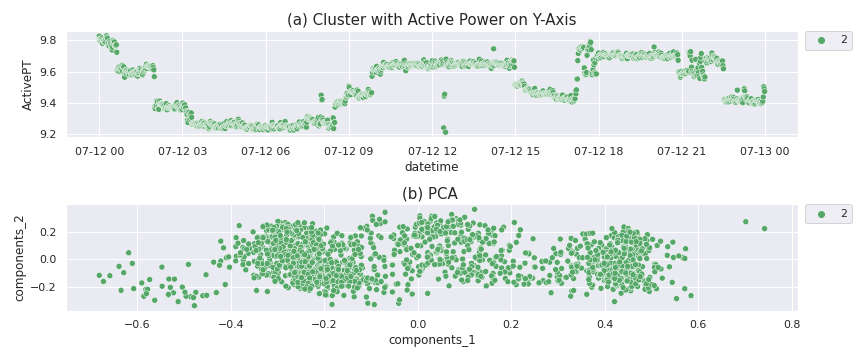 (a) Cluster with Active Power on Y-Axis
2
9.8
9.6
9.4
9.2
ActivePT
07-12 00 07-12 03 07-12 06 07-12 09 07-12 12 07-12 15 07-12 18 07-12 21 07-13 00
datetime
(b) PCA
2
0.2
0.0
−0.2
components_2
−0.6 −0.4 −0.2 0.0 0.2 0.4 0.6 0.8
components_1